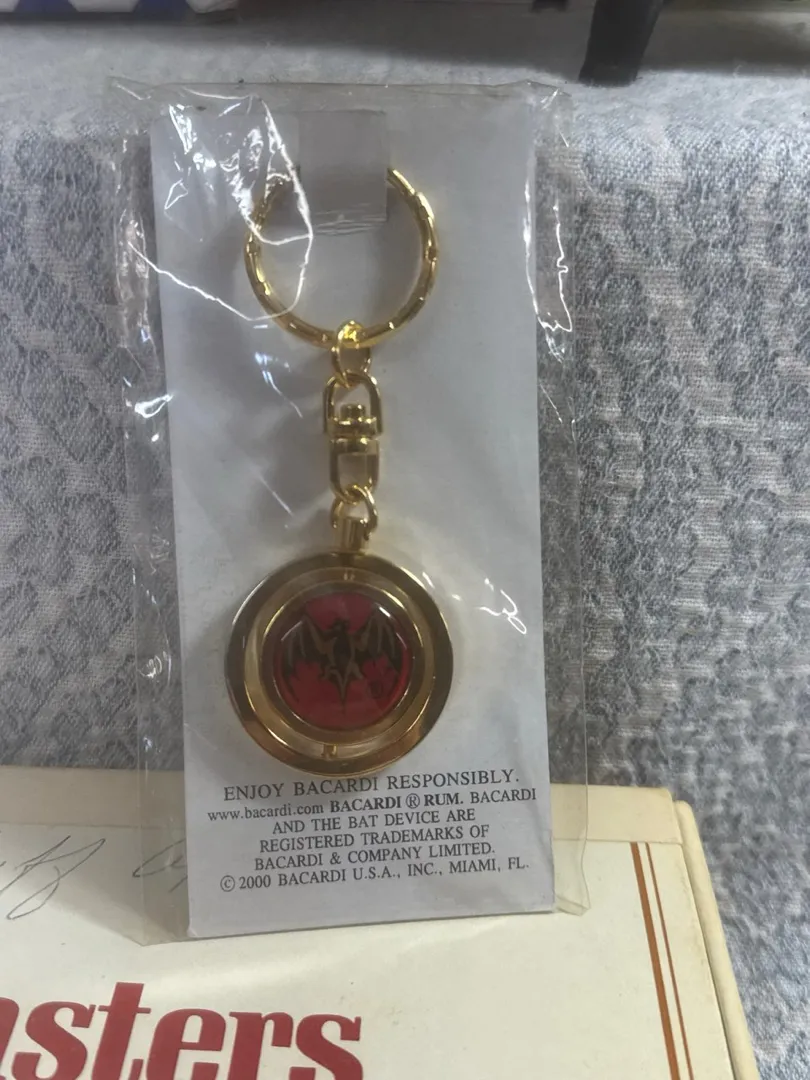 ENJOY BACARDI RESPONSIBLY.
www.bacardi.com BACARDI ® RUM. BACARDI
AND THE BAT DEVICE ARE
REGISTERED TRADEMARKS OF
BACARDI & COMPANY LIMITED.
© 2000 BACARDI U.S.A., INC., MIAMI, FL.
sters